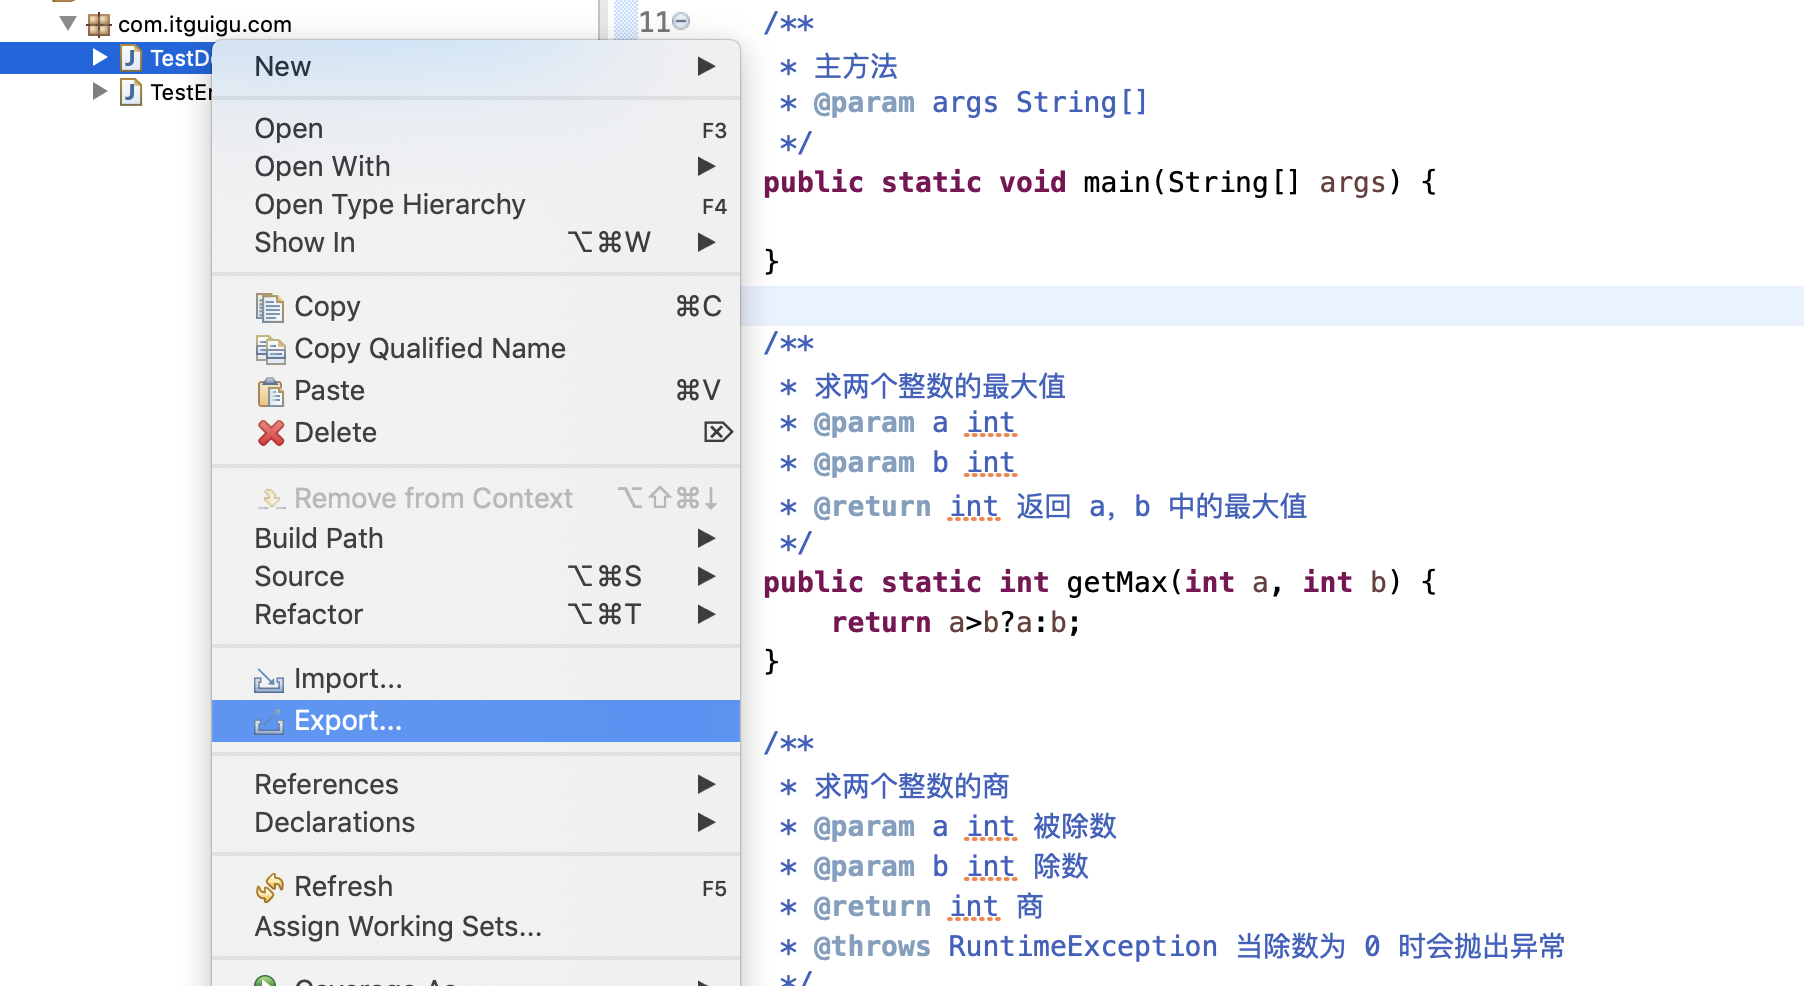 com.itguigu.com
TestD
TestEr
New
Open F3
Open With
Open Type Hierarchy F4
Show In ⌥⌘W
Copy ⌘C
Copy Qualified Name
Paste ⌘V
Delete ⌦
Remove from Context ⌥⇧⌘↓
Build Path
Source ⌥⌘S
Refactor ⌥⌘T
Import...
Export...
References
Declarations
Refresh F5
Assign Working Sets...
Coverage As
11
/**
* 主方法
* @param args String[]
*/
public static void main(String[] args) {
}
/**
* 求两个整数的最大值
* @param a int
* @param b int
* @return int 返回 a，b 中的最大值
*/
public static int getMax(int a, int b) {
return a>b?a:b;
}
/**
* 求两个整数的商
* @param a int 被除数
* @param b int 除数
* @return int 商
* @throws RuntimeException 当除数为 0 时会抛出异常
*/